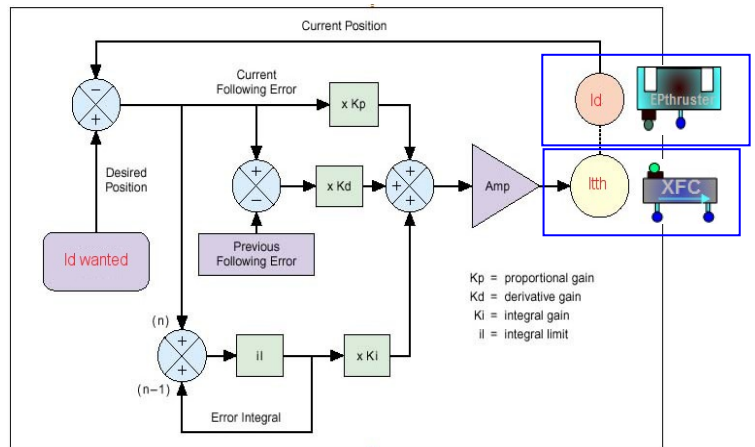 Current Position
−
+
Current
Following Error
x Kp
Id
EPthruster
Desired
Position
+
−
x Kd
+
+
+
Amp
Itth
XFC
Id wanted
Previous
Following Error
Kp = proportional gain
Kd = derivative gain
Ki = integral gain
il = integral limit
(n)
+
+
il
x Ki
(n−1)
Error Integral